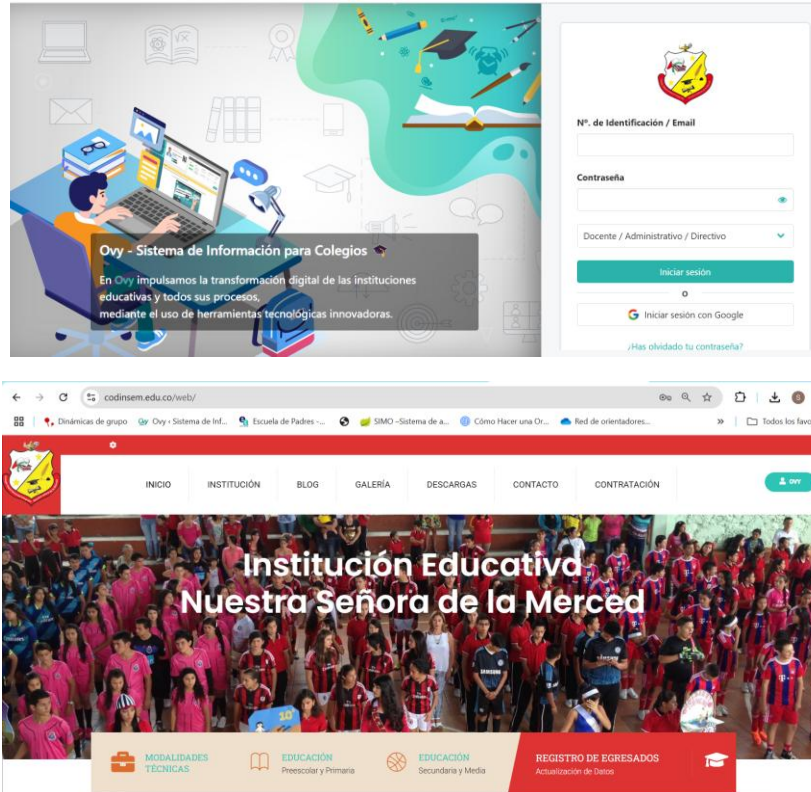 Nº. de Identificación / Email
Contraseña
Docente / Administrativo / Directivo
Iniciar sesión
o
Iniciar sesión con Google
¿Has olvidado tu contraseña?
Ovy - Sistema de Información para Colegios
En Ovy impulsamos la transformación digital de las instituciones
educativas y todos sus procesos,
mediante el uso de herramientas tecnológicas innovadoras.
codinsem.edu.co/web/
Dinámicas de grupo
Ovy - Sistema de Inf...
Escuela de Padres -...
SIMO -Sistema de a...
Cómo Hacer una Or...
Red de orientadores...
»
Todos los favo
INICIO
INSTITUCIÓN
BLOG
GALERÍA
DESCARGAS
CONTACTO
CONTRATACIÓN
OVY
Institución Educativa
Nuestra Señora de la Merced
10
MODALIDADES
TÉCNICAS
EDUCACIÓN
Preescolar y Primaria
EDUCACIÓN
Secundaria y Media
REGISTRO DE EGRESADOS
Actualización de Datos